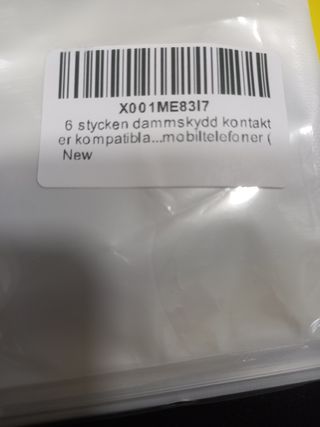 X001ME83I7
6 stycken dammskydd kontakt
er kompatibla...mobiltelefoner (
New